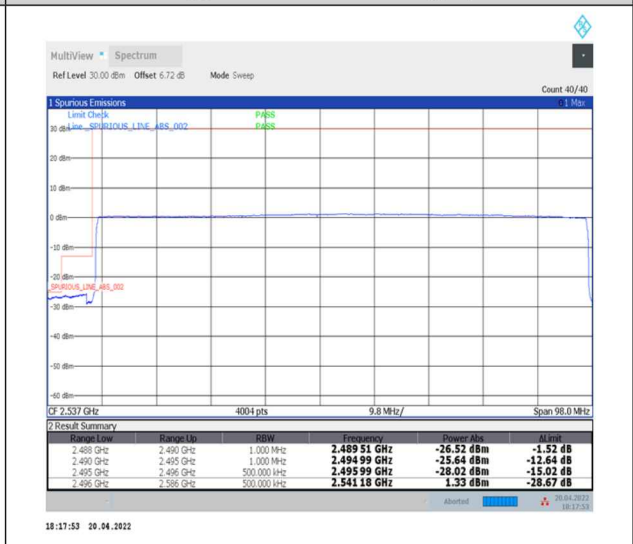 MultiView Spectrum
Ref Level 30.00 dBm Offset 6.72 dB Mode Sweep
Count 40/40
1 Spurious Emissions 1 Max
Limit Check PASS
30 dBm Line _SPURIOUS_LINE_ABS_002 PASS
20 dBm
10 dBm
0 dBm
-10 dBm
-20 dBm
_SPURIOUS_LINE_ABS_002
-30 dBm
-40 dBm
-50 dBm
-60 dBm
CF 2.537 GHz 4004 pts 9.8 MHz/ Span 98.0 MHz
2 Result Summary
Range Low Range Up RBW Frequency Power Abs ΔLimit
2.488 GHz 2.490 GHz 1.000 MHz 2.489 51 GHz -26.52 dBm -1.52 dB
2.490 GHz 2.495 GHz 1.000 MHz 2.494 99 GHz -25.64 dBm -12.64 dB
2.495 GHz 2.496 GHz 500.000 kHz 2.495 99 GHz -28.02 dBm -15.02 dB
2.496 GHz 2.586 GHz 500.000 kHz 2.541 18 GHz 1.33 dBm -28.67 dB
Aborted 20.04.2022
18:17:53
18:17:53 20.04.2022